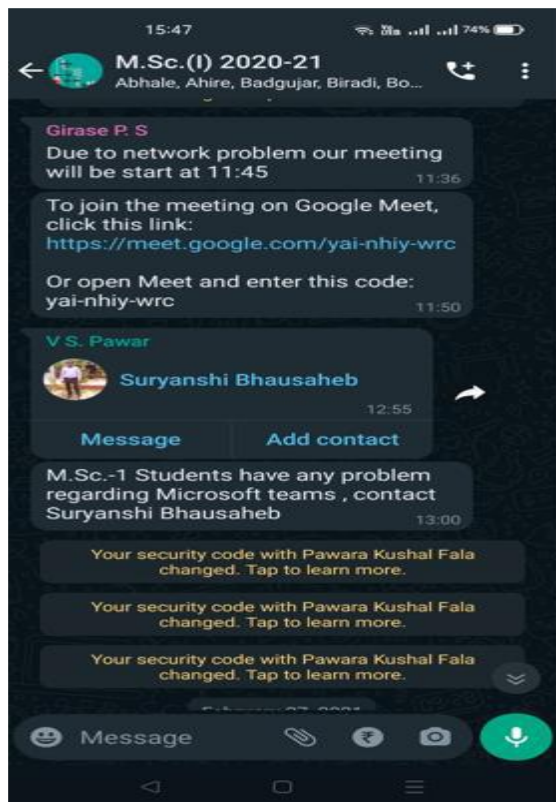 15:47
74%
M.Sc.(I) 2020-21
Abhale, Ahire, Badgujar, Biradi, Bo...
Girase P. S
Due to network problem our meeting
will be start at 11:45
11:36
To join the meeting on Google Meet,
click this link:
https://meet.google.com/yai-nhiy-wrc
Or open Meet and enter this code:
yai-nhiy-wrc
11:50
V S. Pawar
Suryanshi Bhausaheb
12:55
Message Add contact
M.Sc.-1 Students have any problem
regarding Microsoft teams , contact
Suryanshi Bhausaheb
13:00
Your security code with Pawara Kushal Fala
changed. Tap to learn more.
Your security code with Pawara Kushal Fala
changed. Tap to learn more.
Your security code with Pawara Kushal Fala
changed. Tap to learn more.
Message